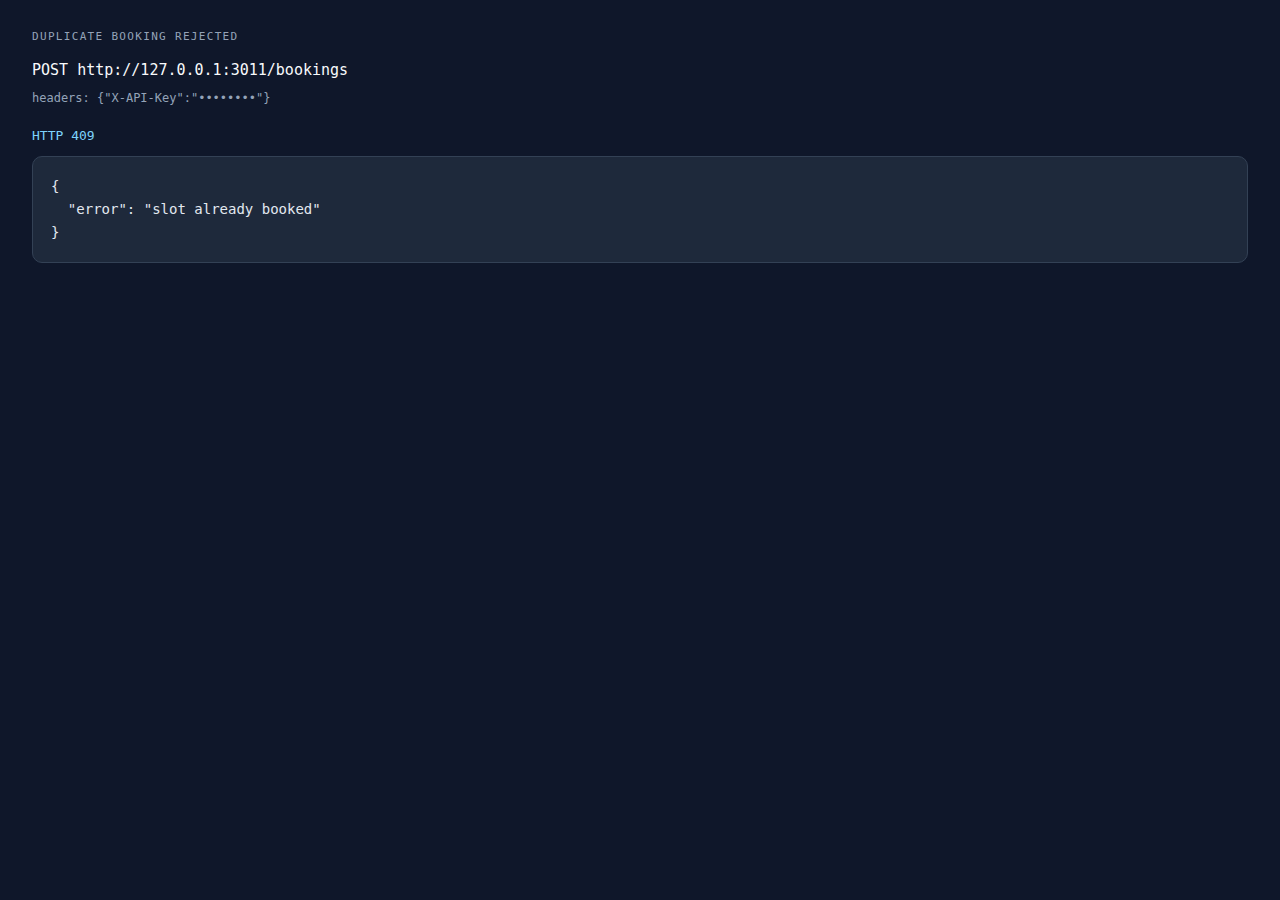 DUPLICATE BOOKING REJECTED
POST http://127.0.0.1:3011/bookings
headers: {"X-API-Key":"••••••••"}
HTTP 409
{
  "error": "slot already booked"
}